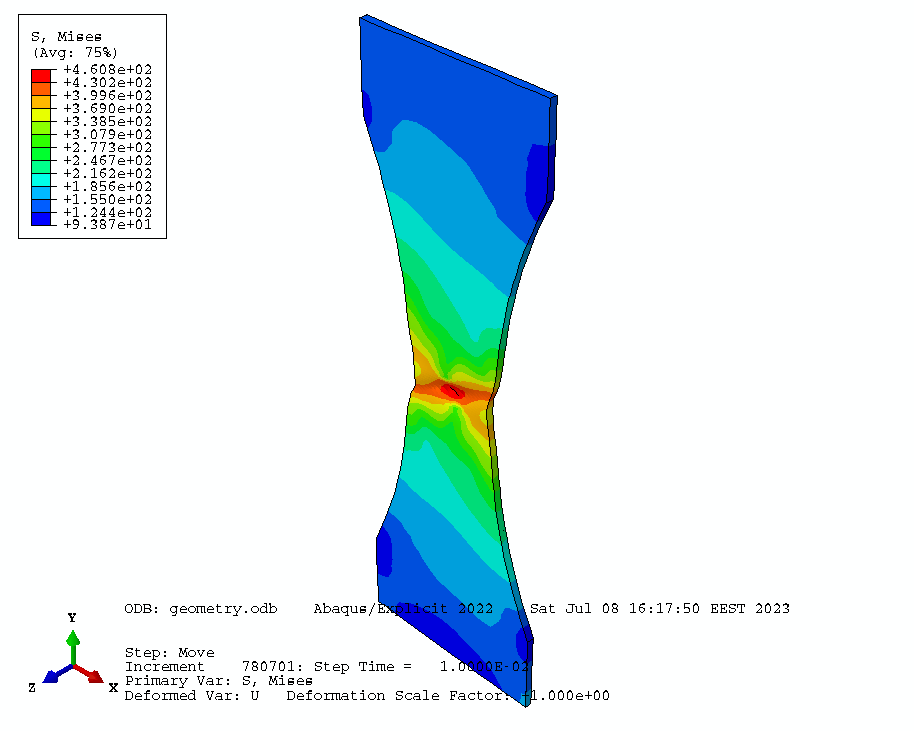 S, Mises
(Avg: 75%)
+4.608e+02
+4.302e+02
+3.996e+02
+3.690e+02
+3.385e+02
+3.079e+02
+2.773e+02
+2.467e+02
+2.162e+02
+1.856e+02
+1.550e+02
+1.244e+02
+9.387e+01
ODB: geometry.odb    Abaqus/Explicit 2022    Sat Jul 08 16:17:50 EEST 2023
Y
Z
X
Step: Move
Increment    780701: Step Time =   1.0000E-02
Primary Var: S, Mises
Deformed Var: U   Deformation Scale Factor: +1.000e+00